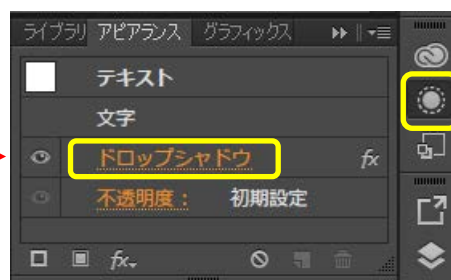 ライブラリ アピアランス グラフィックス
テキスト
文字
ドロップシャドウ fx
不透明度： 初期設定
fx